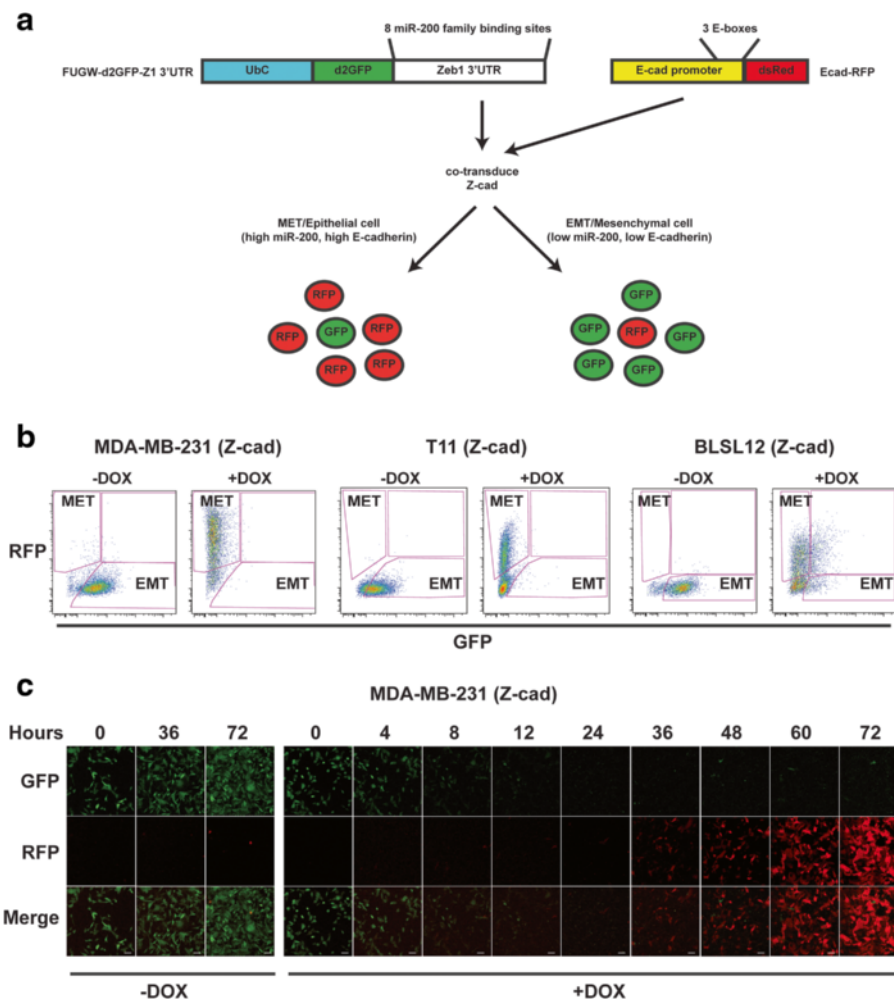 a
8 miR-200 family binding sites
3 E-boxes
FUGW-d2GFP-Z1 3'UTR
UbC
d2GFP
Zeb1 3'UTR
E-cad promoter
dsRed
Ecad-RFP
co-transduce
Z-cad
MET/Epithelial cell
(high miR-200, high E-cadherin)
EMT/Mesenchymal cell
(low miR-200, low E-cadherin)
RFP
RFP
GFP
RFP
RFP
RFP
GFP
GFP
RFP
GFP
GFP
GFP
b
MDA-MB-231 (Z-cad)
T11 (Z-cad)
BLSL12 (Z-cad)
-DOX
+DOX
-DOX
+DOX
-DOX
+DOX
MET
MET
MET
MET
MET
MET
RFP
EMT
EMT
EMT
EMT
EMT
EMT
GFP
c
MDA-MB-231 (Z-cad)
Hours 0 36 72 0 4 8 12 24 36 48 60 72
GFP
RFP
Merge
-DOX
+DOX